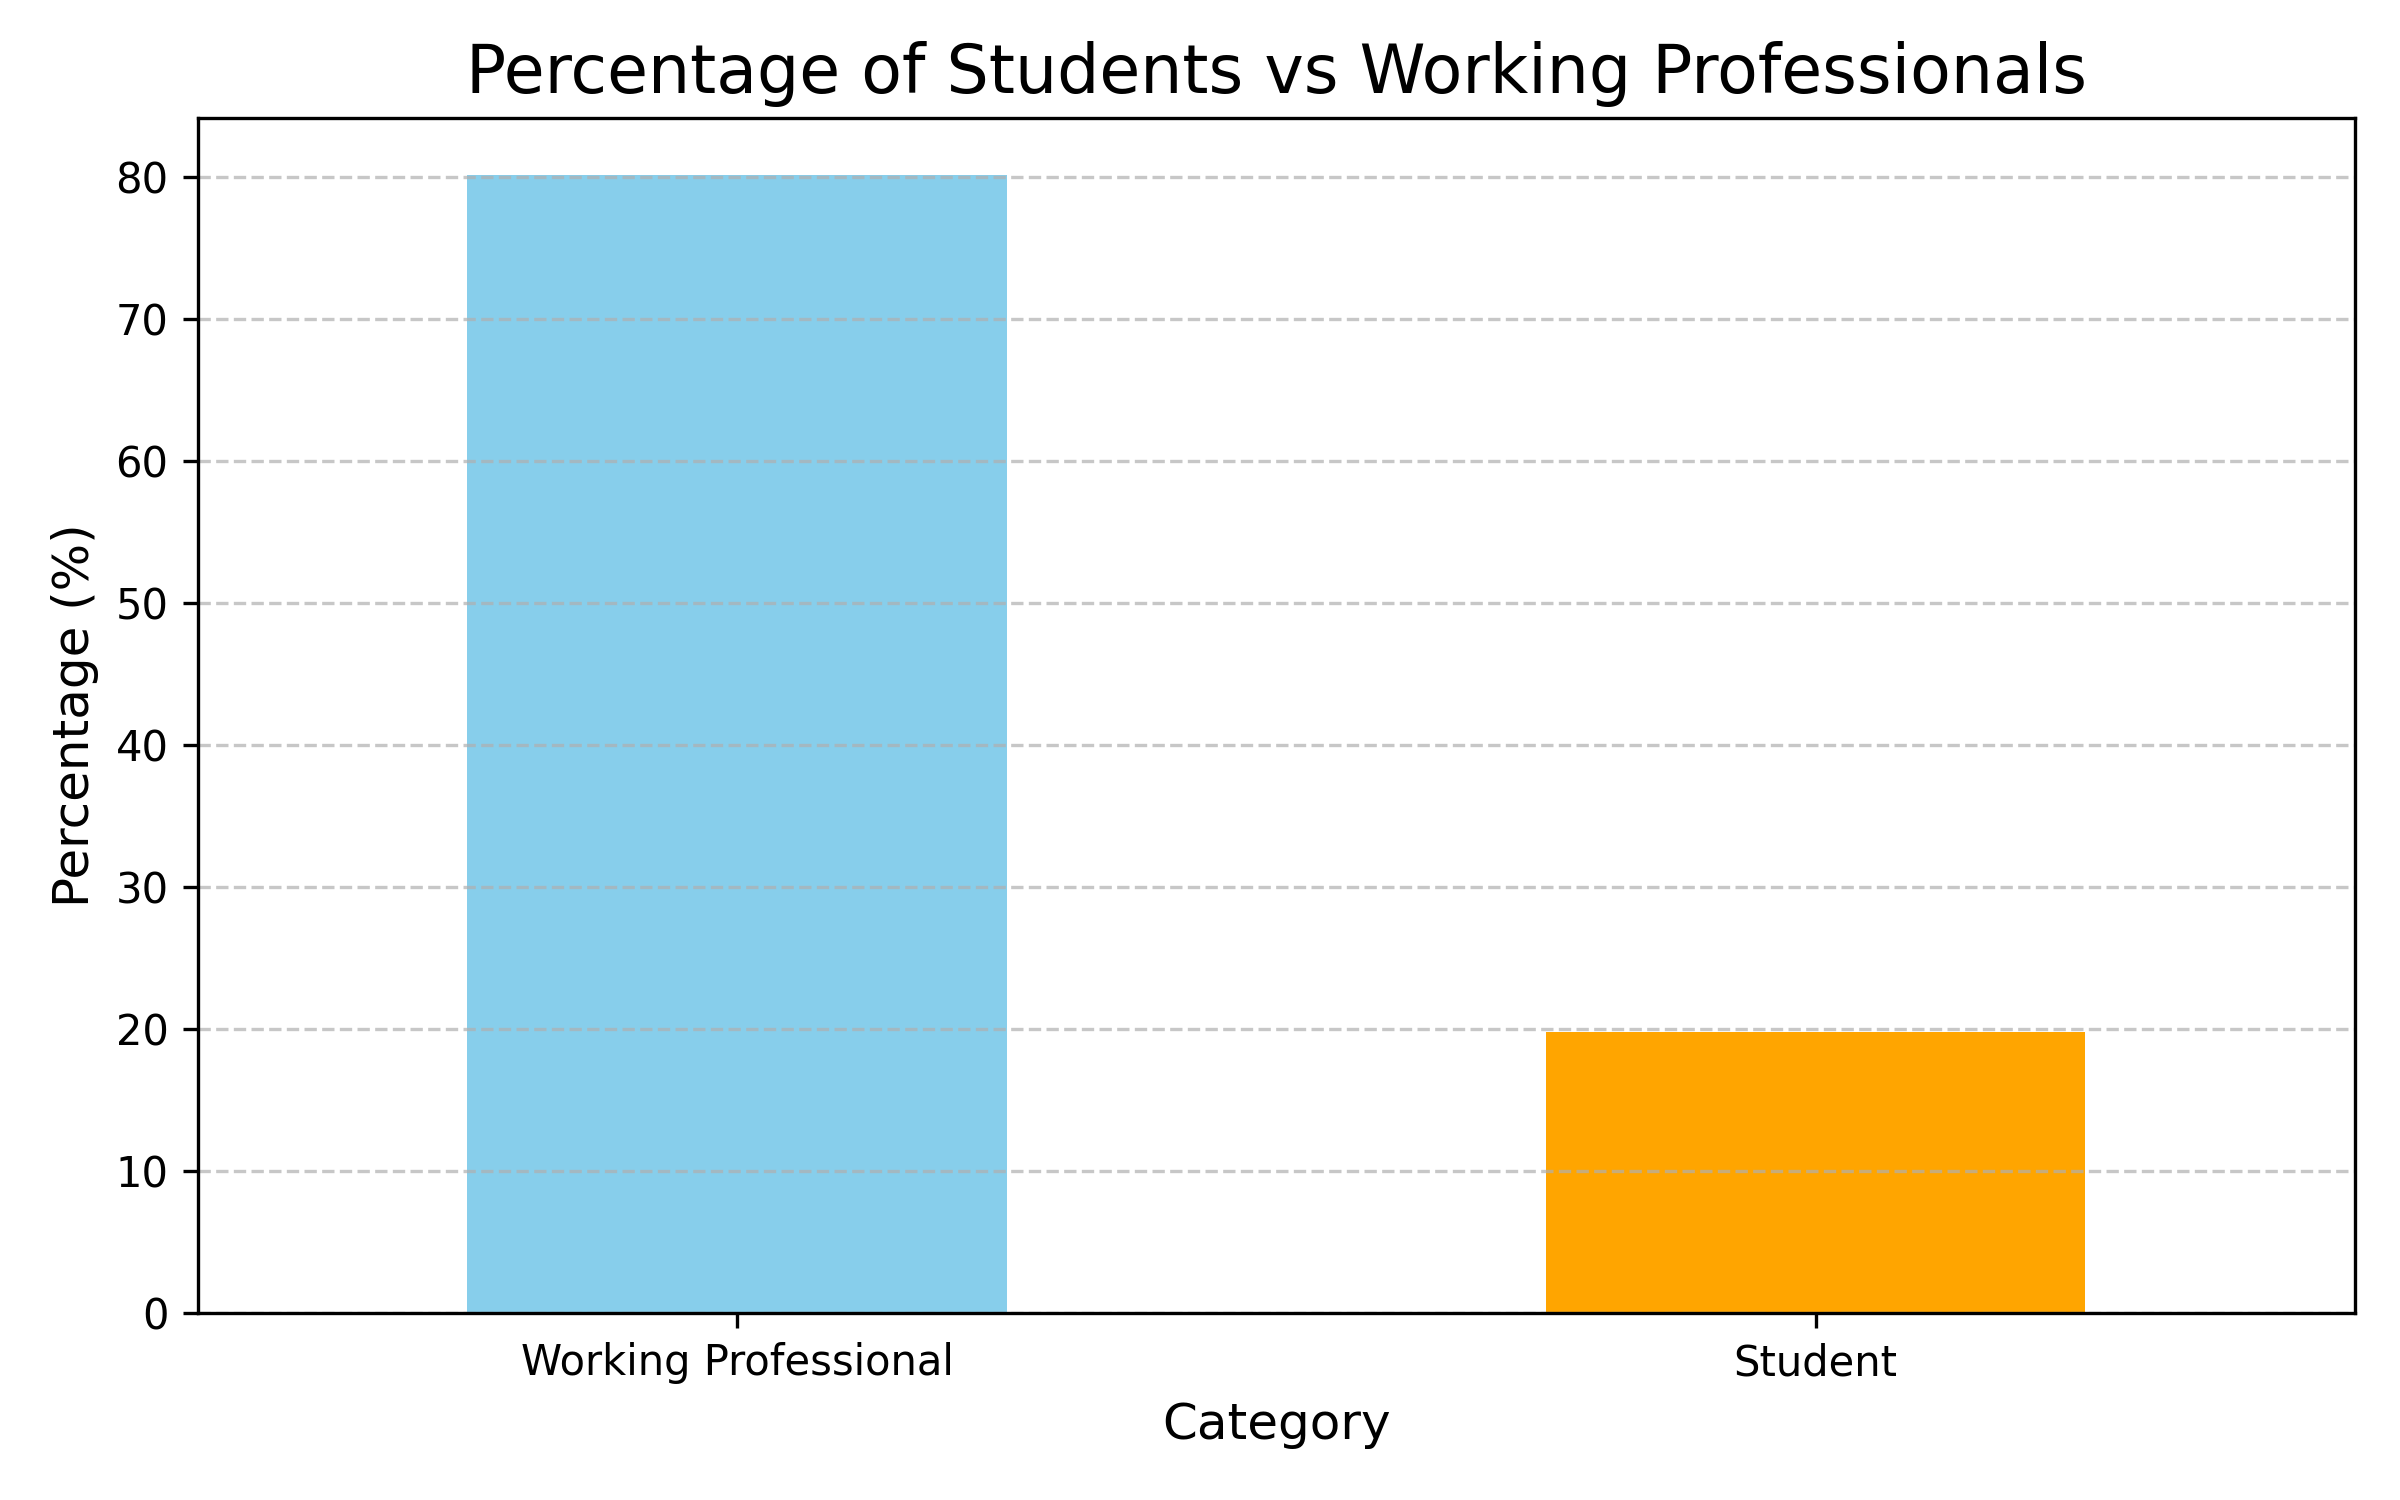 Percentage of Students vs Working Professionals
Percentage (%)
80
70
60
50
40
30
20
10
0
Working Professional
Student
Category